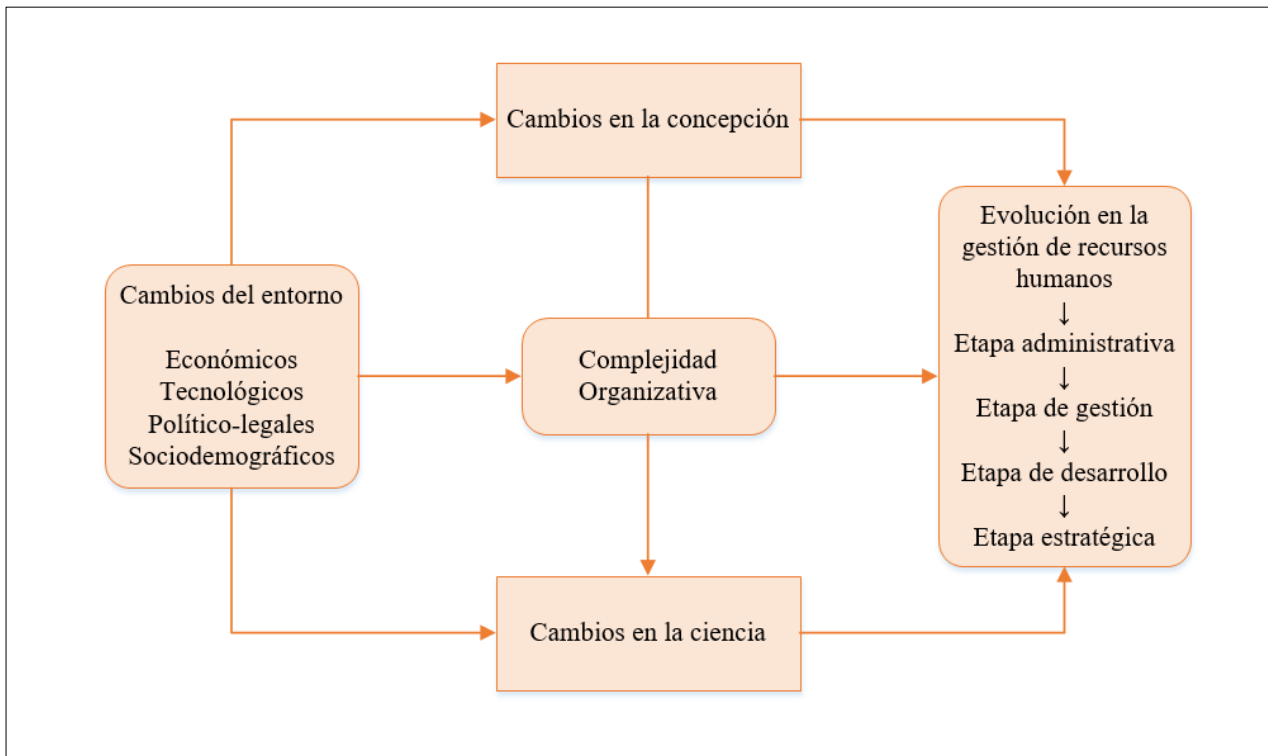 Cambios en la concepción
Cambios del entorno
Económicos
Tecnológicos
Político-legales
Sociodemográficos
Complejidad
Organizativa
Cambios en la ciencia
Evolución en la
gestión de recursos
humanos
↓
Etapa administrativa
↓
Etapa de gestión
↓
Etapa de desarrollo
↓
Etapa estratégica